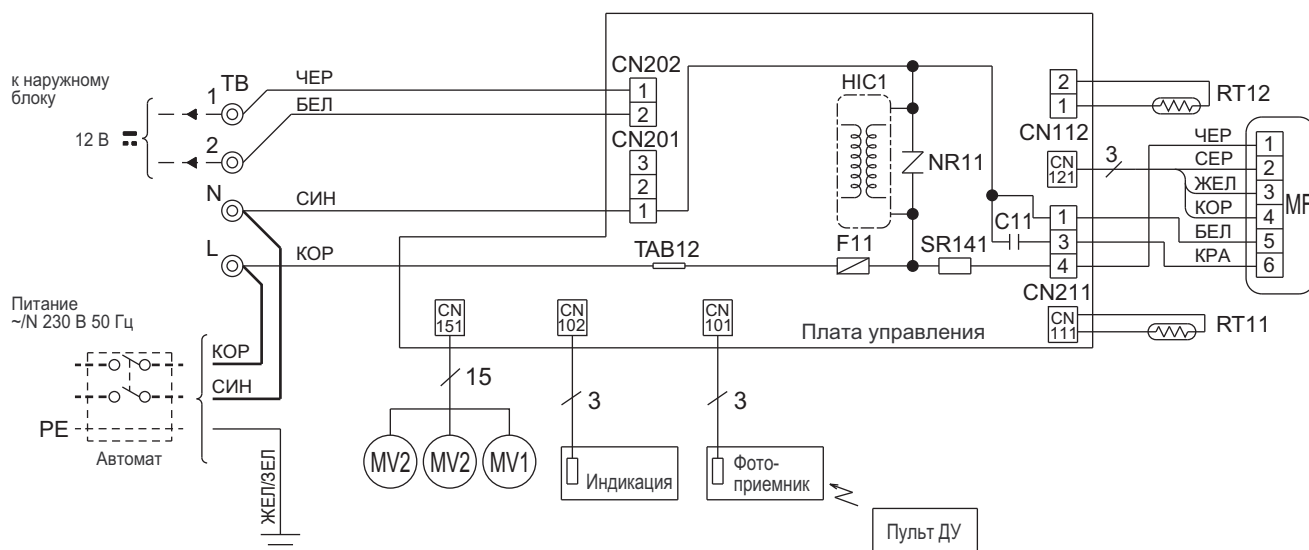 к наружному
блоку
12 В
1
TB
2
N
L
ЧЕР
БЕЛ
СИН
КОР
CN202
1
2
CN201
3
2
1
HIC1
NR11
TAB12
F11
SR141
C11
2
1
CN112
CN
121
3
1
3
4
CN211
CN
111
RT12
RT11
ЧЕР
СЕР
ЖЕЛ
КОР
БЕЛ
КРА
1
2
3
4
5
6
MF
Плата управления
Питание
~/N 230 В 50 Гц
КОР
СИН
PE
Автомат
ЖЕЛ/ЗЕЛ
CN
151
CN
102
CN
101
15
3
3
MV2
MV2
MV1
Индикация
Фото-
приемник
Пульт ДУ